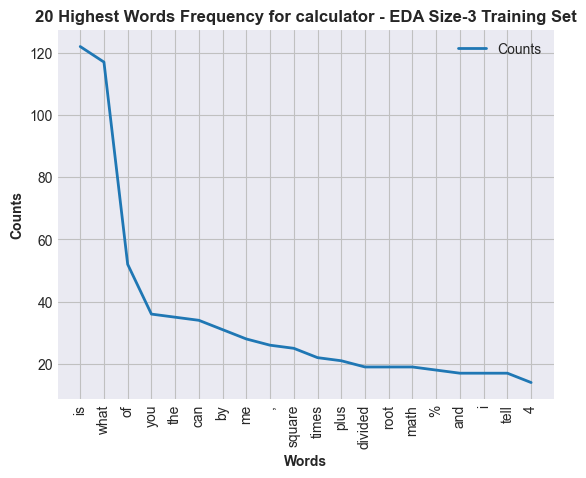 20 Highest Words Frequency for calculator - EDA Size-3 Training Set
Counts
120
100
80
60
40
20
Counts
is
what
of
you
the
can
by
me
,
square
times
plus
divided
root
math
%
and
i
tell
4
Words